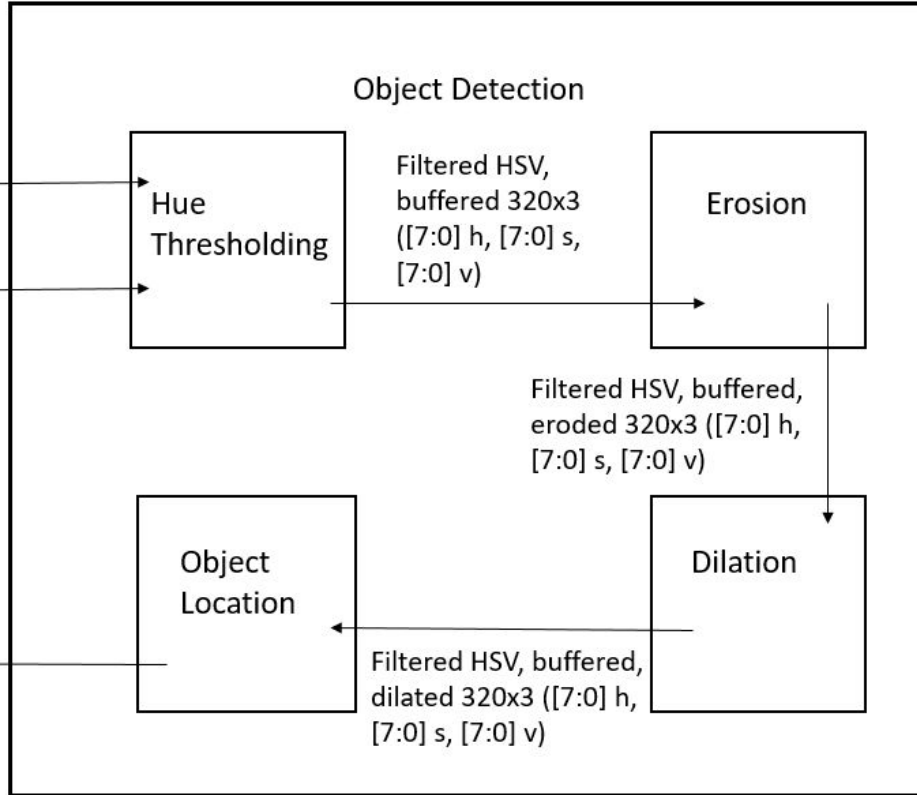 Object Detection
Hue
Thresholding
Filtered HSV,
buffered 320x3
([7:0] h, [7:0] s,
[7:0] v)
Erosion
Filtered HSV, buffered,
eroded 320x3 ([7:0] h,
[7:0] s, [7:0] v)
Dilation
Filtered HSV, buffered,
dilated 320x3 ([7:0] h,
[7:0] s, [7:0] v)
Object
Location